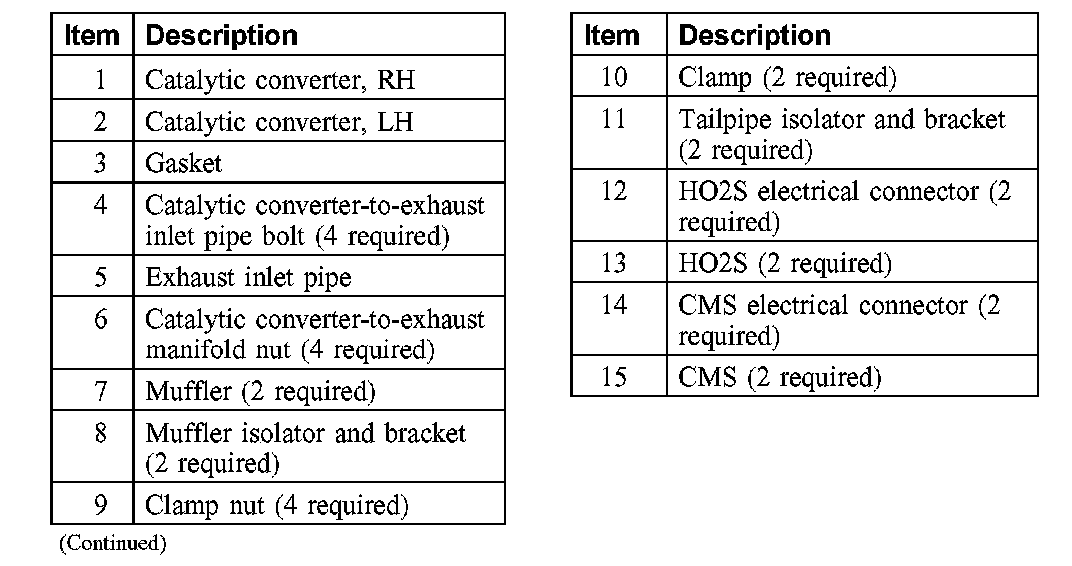 Item Description
1 Catalytic converter, RH
2 Catalytic converter, LH
3 Gasket
4 Catalytic converter-to-exhaust
inlet pipe bolt (4 required)
5 Exhaust inlet pipe
6 Catalytic converter-to-exhaust
manifold nut (4 required)
7 Muffler (2 required)
8 Muffler isolator and bracket
(2 required)
9 Clamp nut (4 required)
(Continued)
Item Description
10 Clamp (2 required)
11 Tailpipe isolator and bracket
(2 required)
12 HO2S electrical connector (2
required)
13 HO2S (2 required)
14 CMS electrical connector (2
required)
15 CMS (2 required)